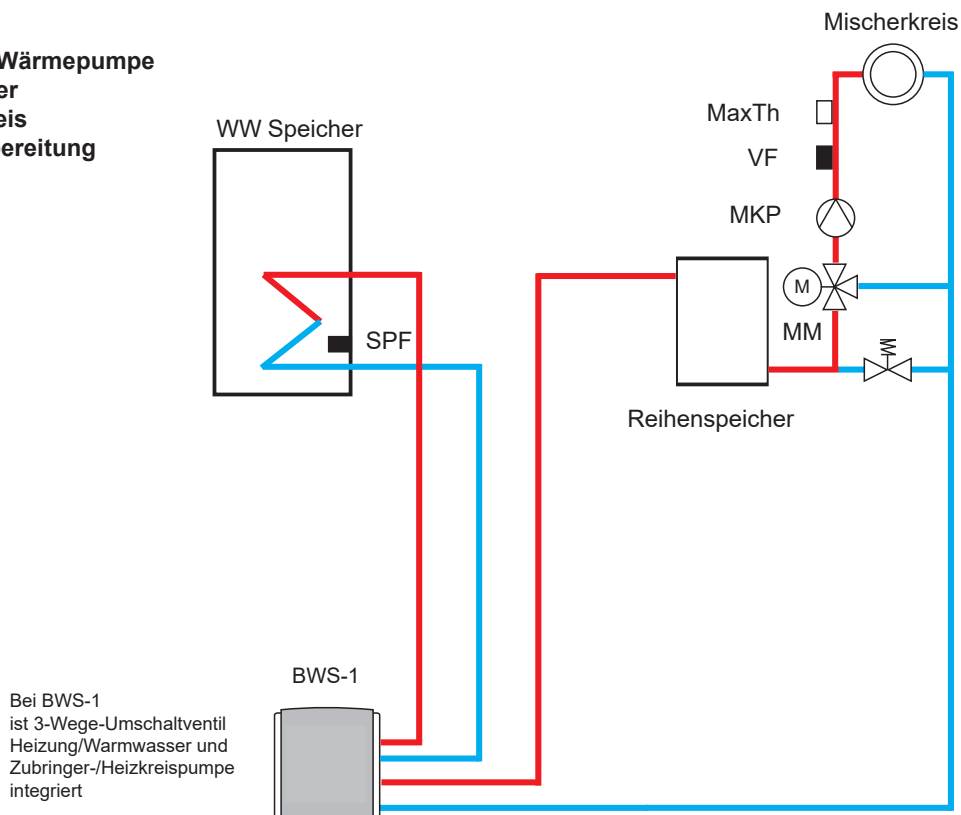 Mischerkreis
Wärmepumpe
er
eis
ereitung
WW Speicher
MaxTh
VF
MKP
M
MM
SPF
Reihenspeicher
BWS-1
Bei BWS-1
ist 3-Wege-Umschaltventil
Heizung/Warmwasser und
Zubringer-/Heizkreispumpe
integriert